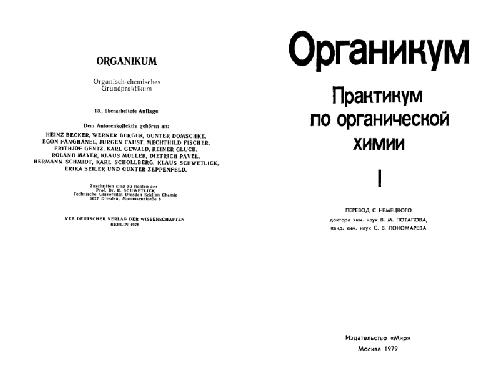 ORGANIKUM
Organisch-chemisches
Grundpraktikum
15., überarbeitete Auflage
Dem Autorenkollektiv gehören an:
HEINZ BECKER, WERNER BERGER, GÜNTER DOMSCHKE,
EGON FANGHÄNEL, JÜRGEN FAUST, MECHTHILD FISCHER,
FRITHJOF GENTZ, KARL GEWALD, REINER GLUCH,
ROLAND MAYER, KLAUS MÜLLER, DIETRICH PAVEL,
HERMANN SCHMIDT, KARL SCHOLLBERG, KLAUS SCHWETLICK,
ERIKA SEILER UND GÜNTER ZEPPENFELD.
Zuschriften sind zu richten an:
Prof. Dr. K. SCHWETLICK
Technische Universität Dresden Sektion Chemie
8027 Dresden,
VEB DEUTSCHER VERLAG DER WISSENSCHAFTEN
BERLIN 1976
Органикум
Практикум
по органической
химии
I
ПЕРЕВОД С НЕМЕЦКОГО
доктора хим. наук В. М. ПОТАПОВА,
канд. хим. наук С. В. ПОНОМАРЕВА
Издательство «Мир»
Москва 1979